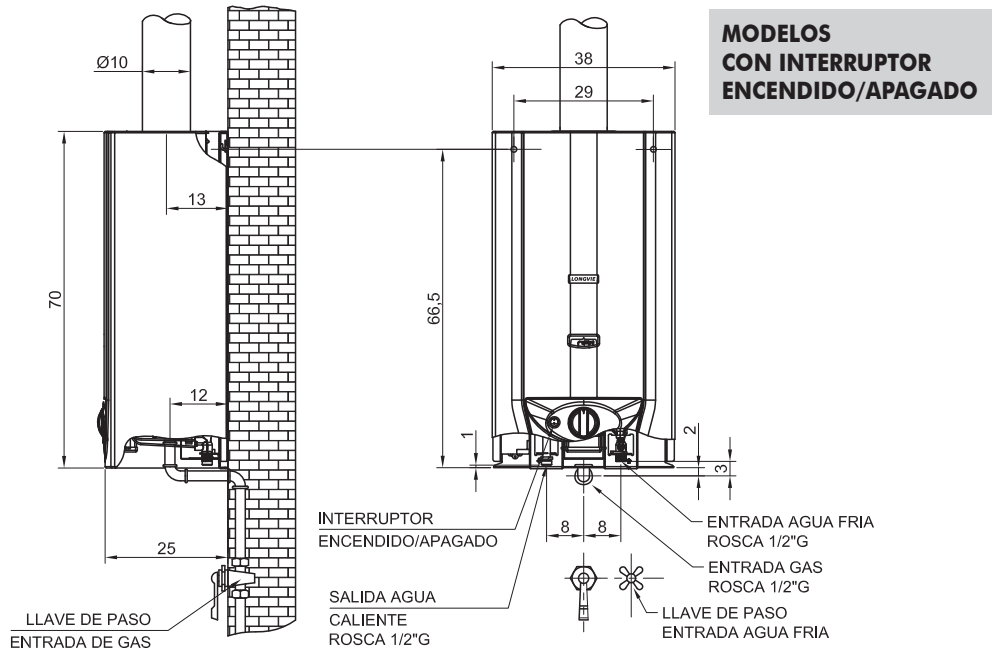 MODELOS
CON INTERRUPTOR
ENCENDIDO/APAGADO
Ø10
38
29
13
70
66,5
LONGVIE
12
1
2
3
25
8
8
INTERRUPTOR
ENCENDIDO/APAGADO
SALIDA AGUA
CALIENTE
ROSCA 1/2"G
ENTRADA AGUA FRIA
ROSCA 1/2"G
ENTRADA GAS
ROSCA 1/2"G
LLAVE DE PASO
ENTRADA AGUA FRIA
LLAVE DE PASO
ENTRADA DE GAS